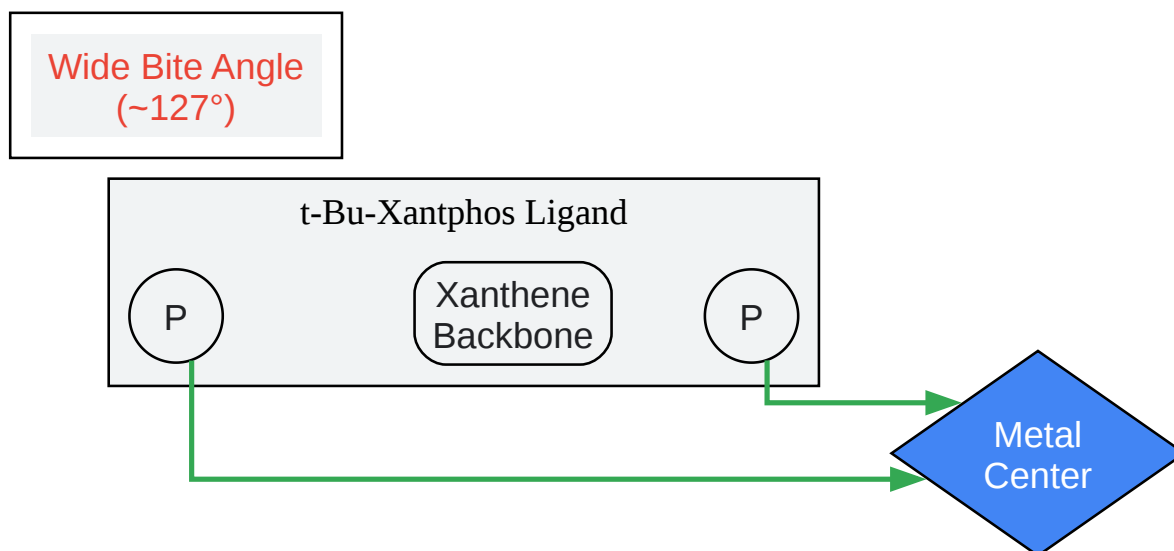 Wide Bite Angle
(~127°)
t-Bu-Xantphos Ligand
P
Xanthene
Backbone
P
Metal
Center